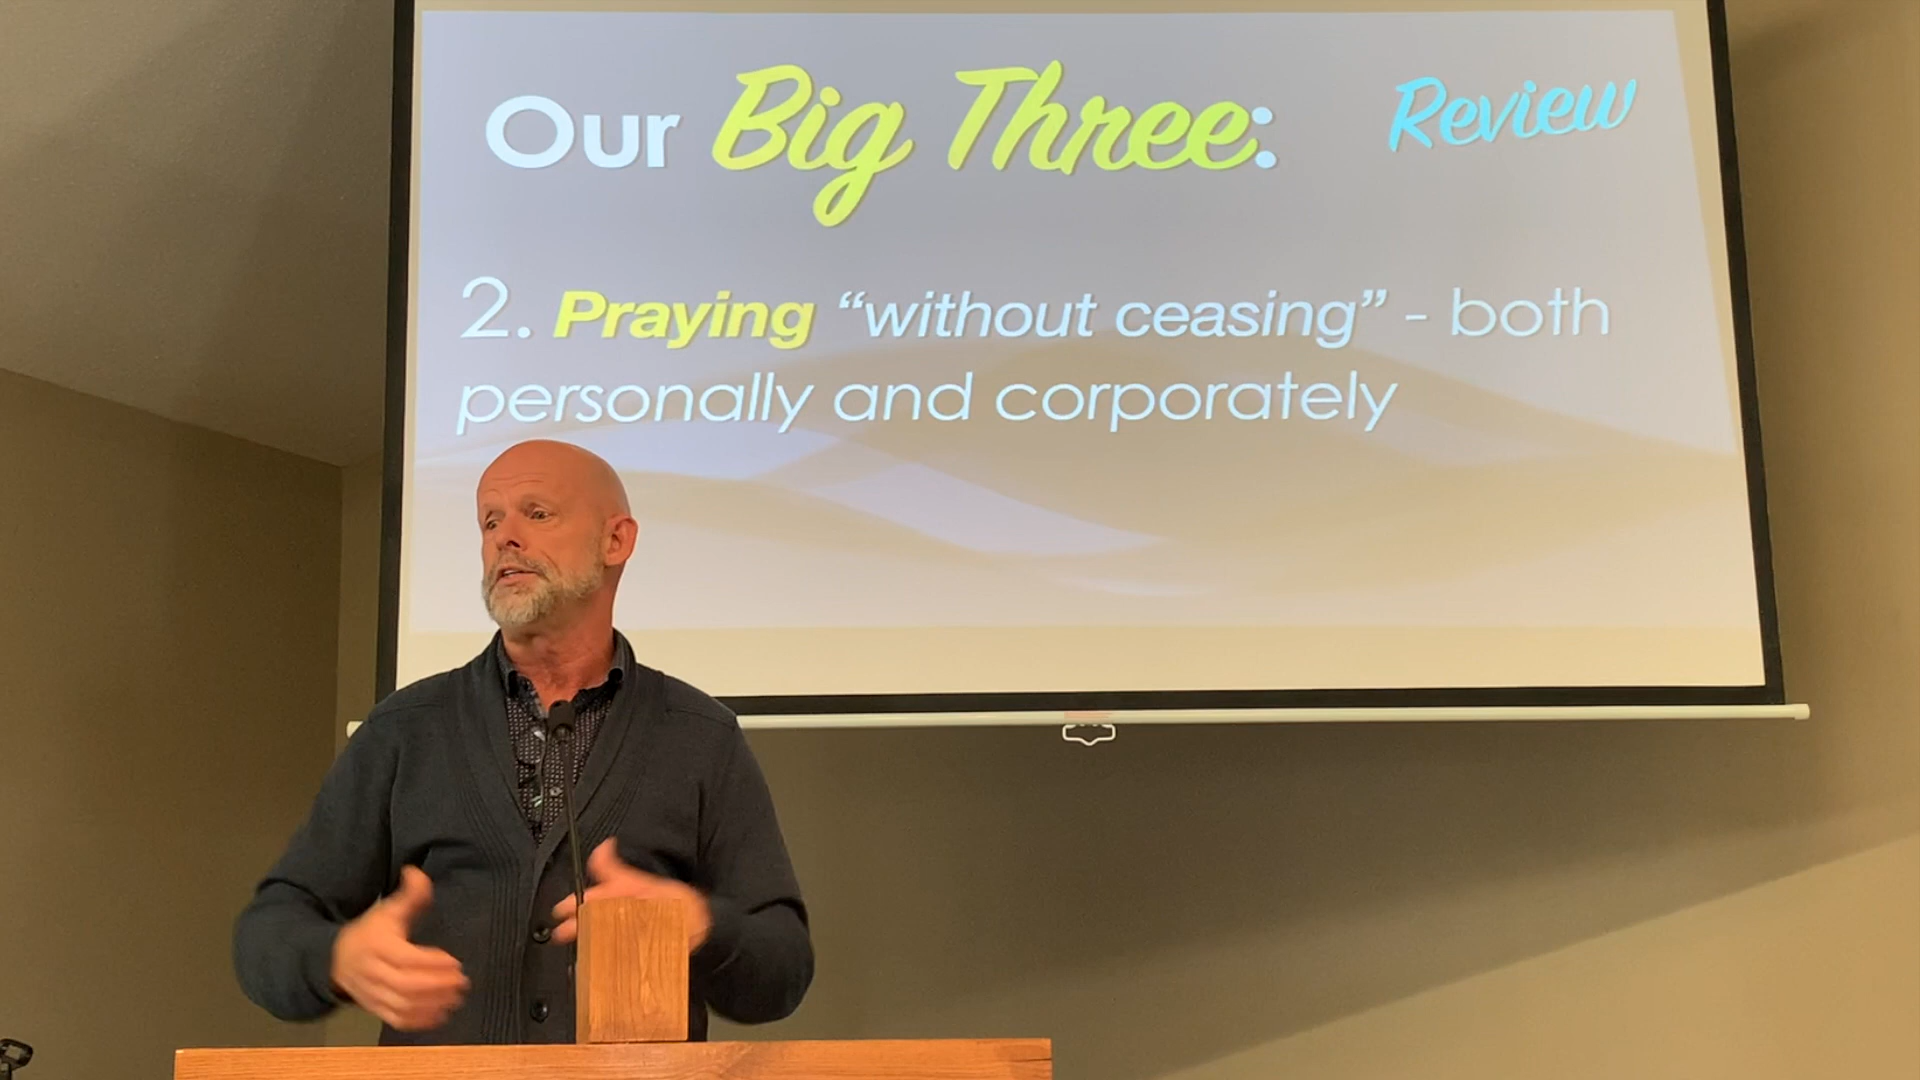 Our Big Three: Review
2. Praying “without ceasing” - both
personally and corporately